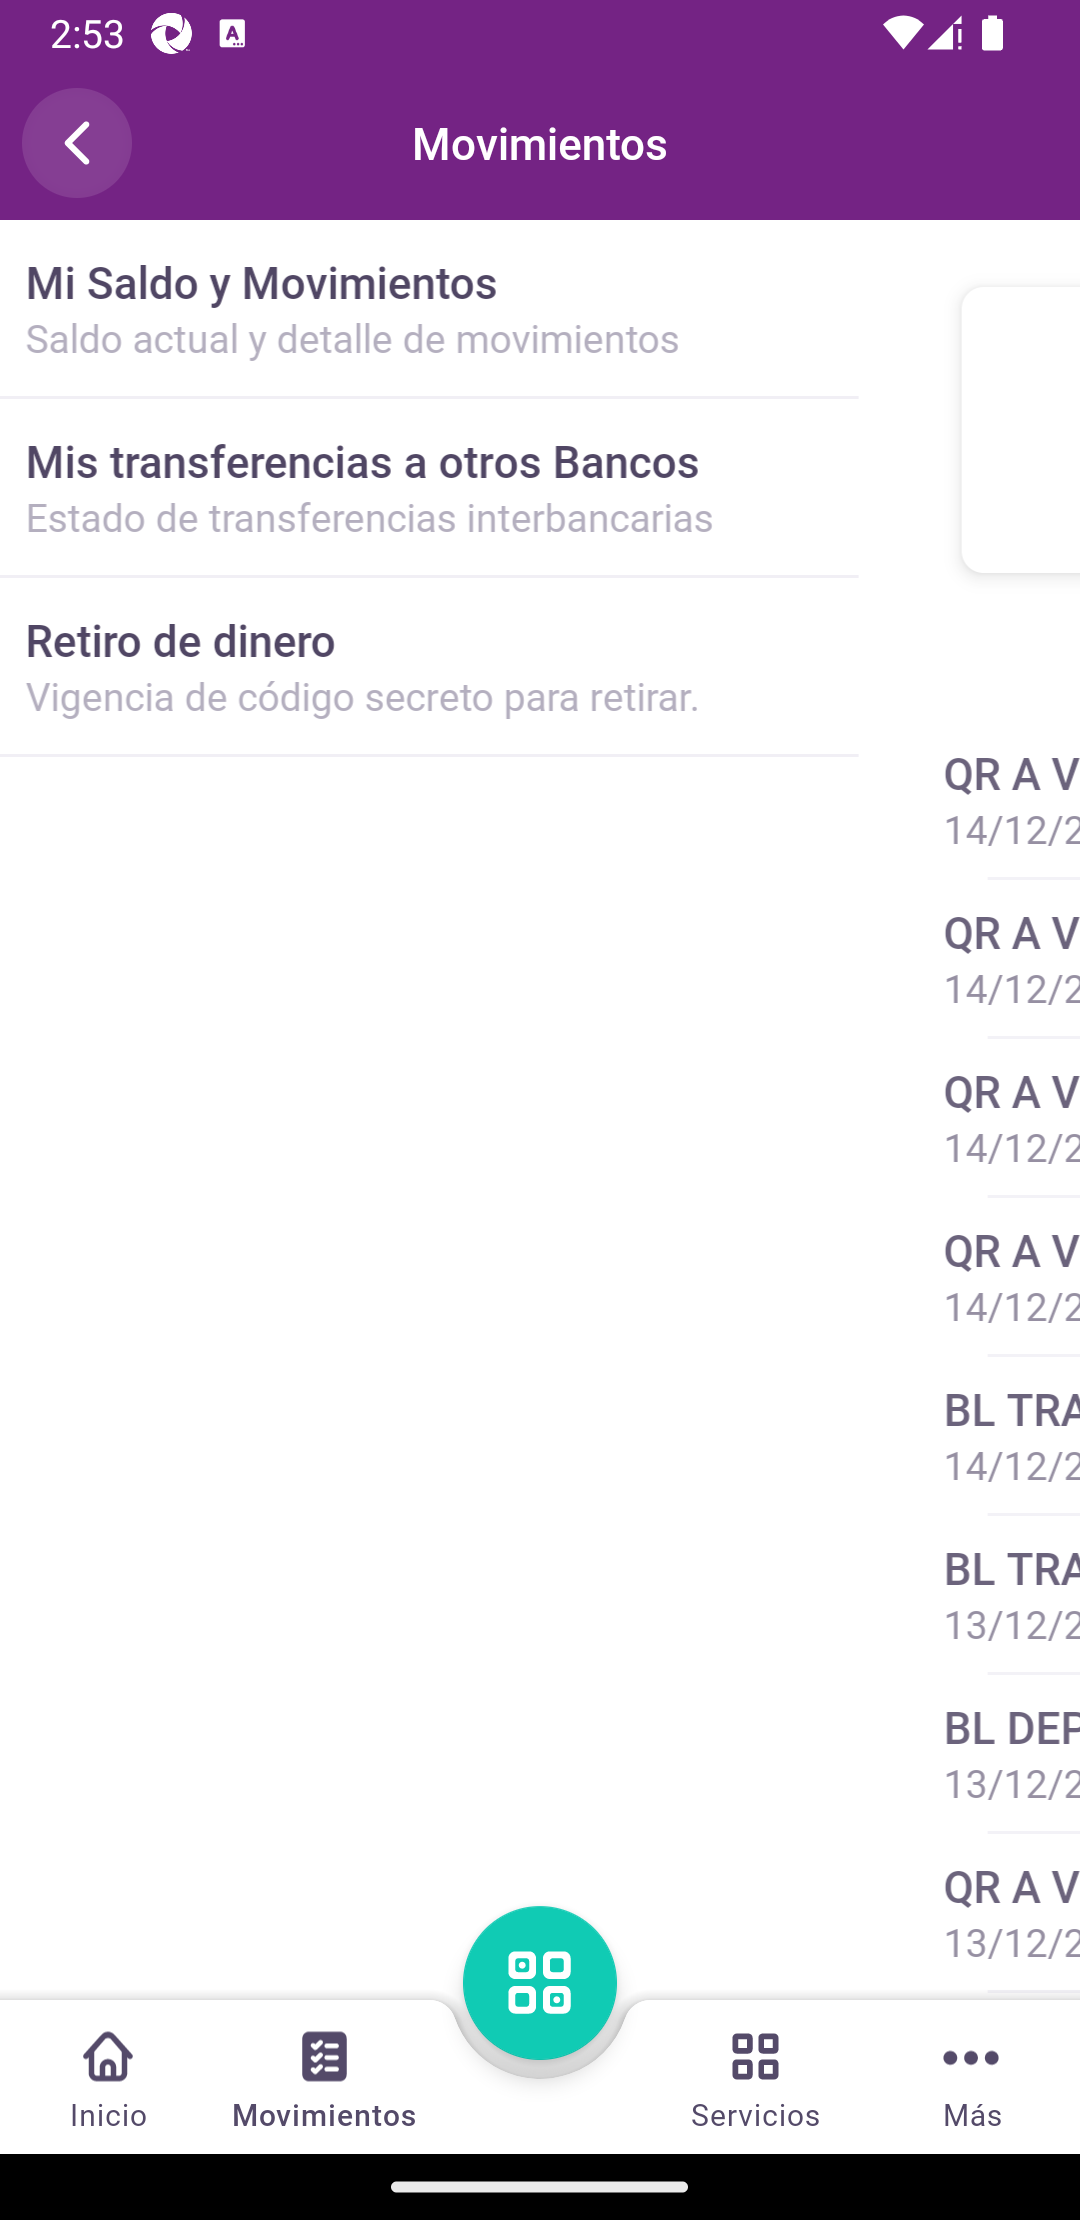 2:53
Movimientos
Mi Saldo y Movimientos
Saldo actual y detalle de movimientos
Mis transferencias a otros Bancos
Estado de transferencias interbancarias
Retiro de dinero
Vigencia de código secreto para retirar.
QR A V
14/12/2
QR A V
14/12/2
QR A V
14/12/2
QR A V
14/12/2
BL TRA
14/12/2
BL TRA
13/12/2
BL DEP
13/12/2
QR A V
13/12/2
Inicio
Movimientos
Servicios
Más